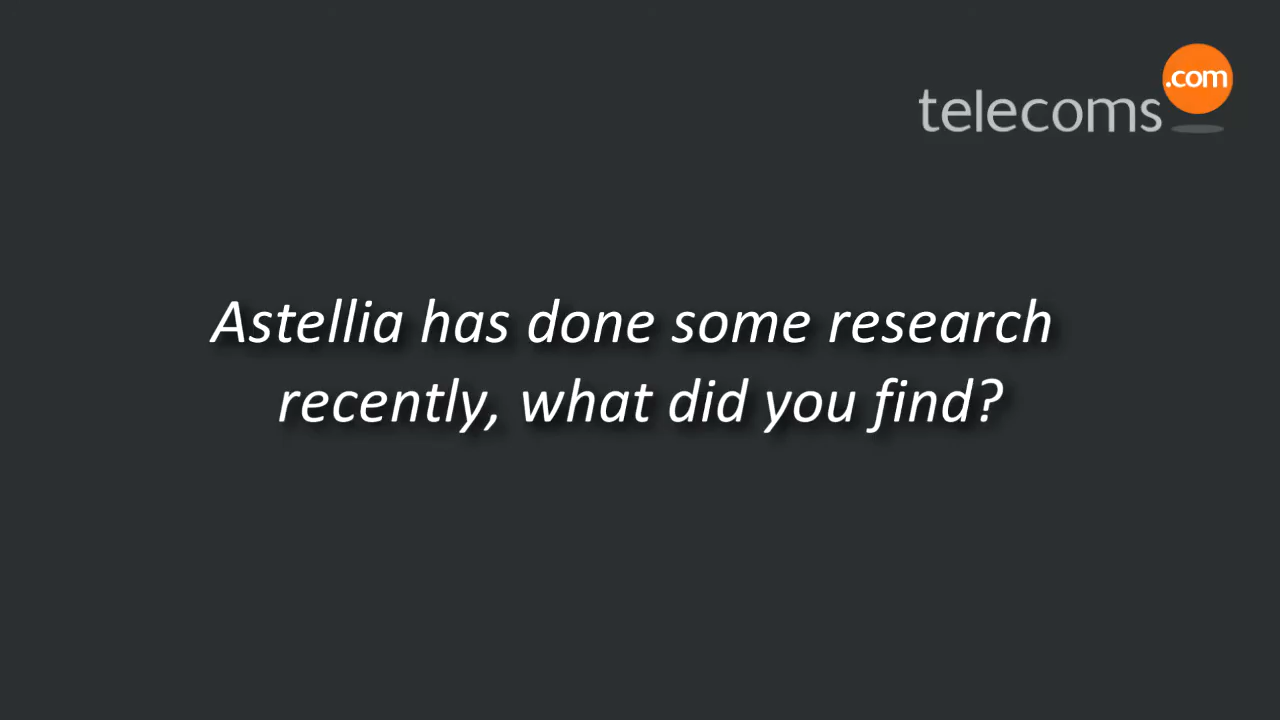 telecoms.com
Astellia has done some research
recently, what did you find?